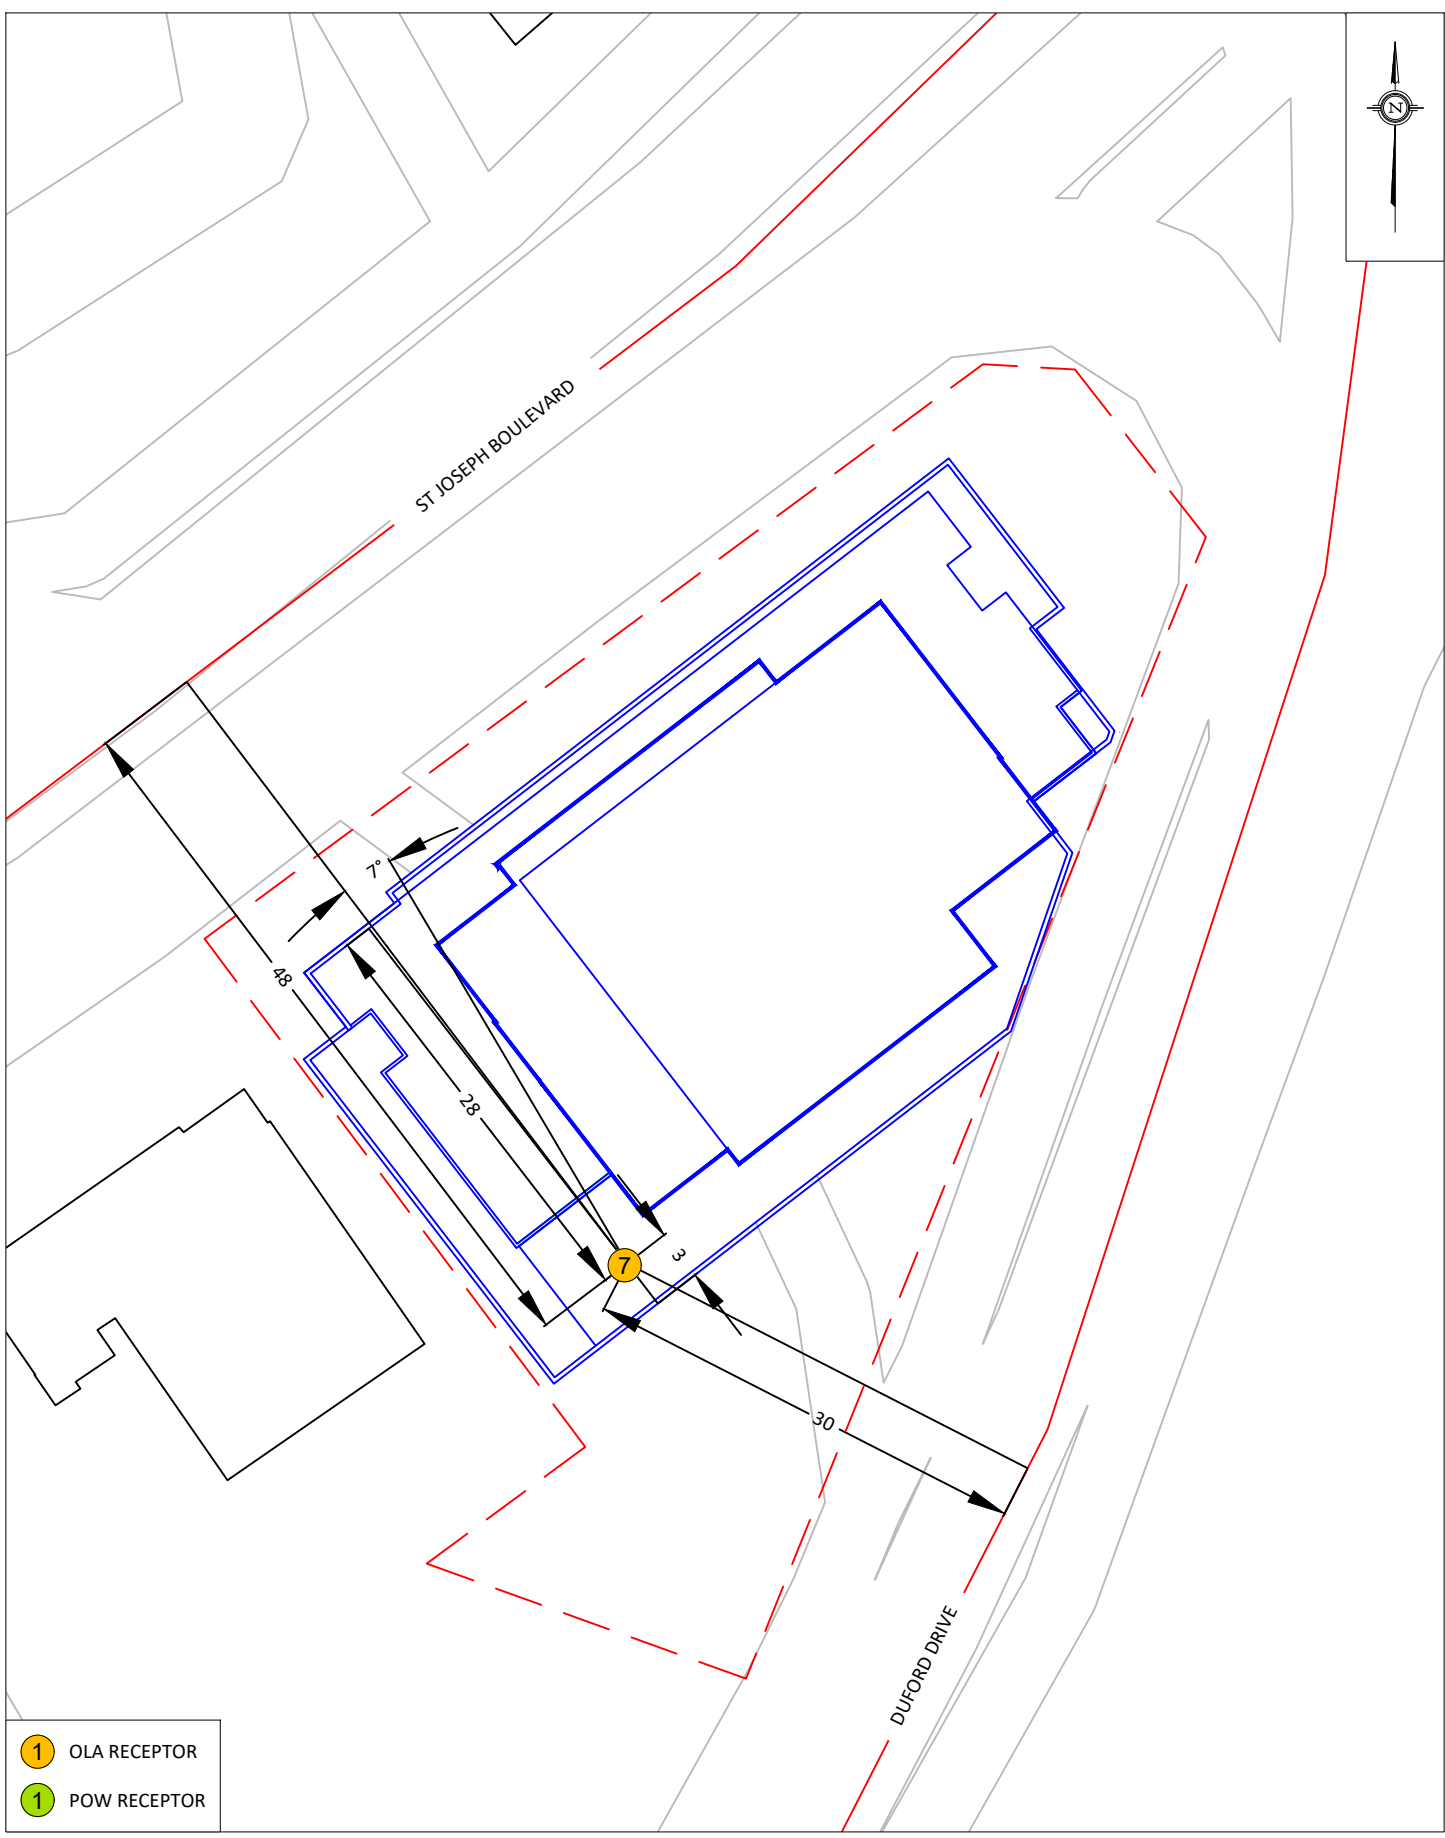 N
ST JOSEPH BOULEVARD
7°
48
28
3
7
30
DUFORD DRIVE
1 OLA RECEPTOR
1 POW RECEPTOR